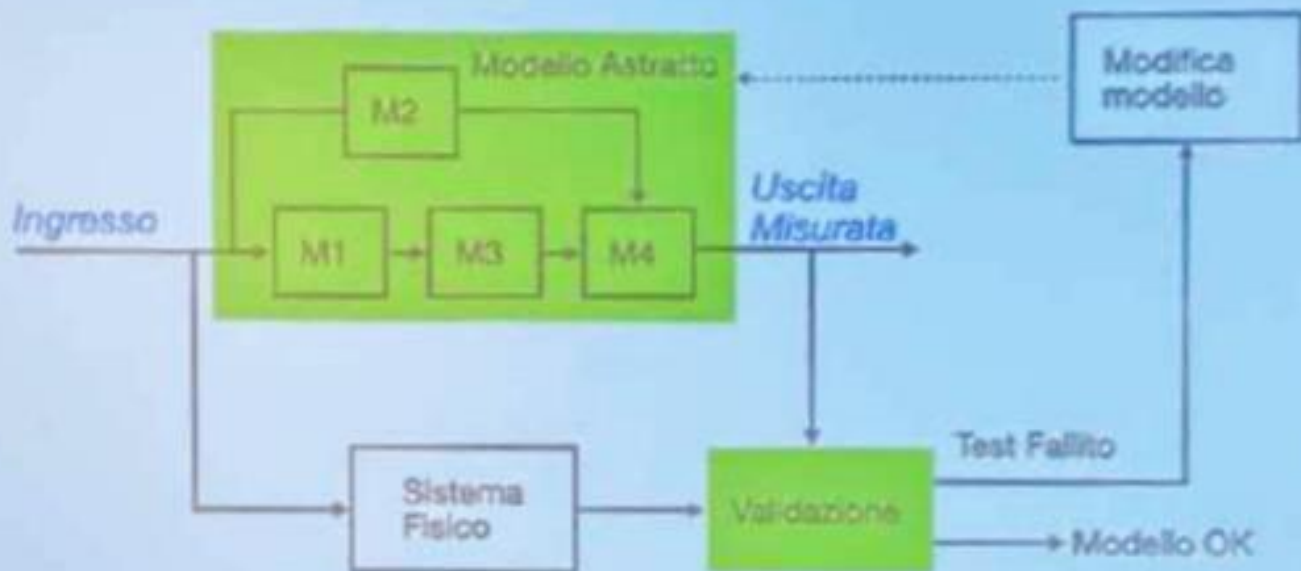 Modello Astratto
Modifica
modello
M2
Uscita
Misurata
Ingresso
M1
M3
M4
Test Fallito
Sistema
Fisico
Validazione
Modello OK